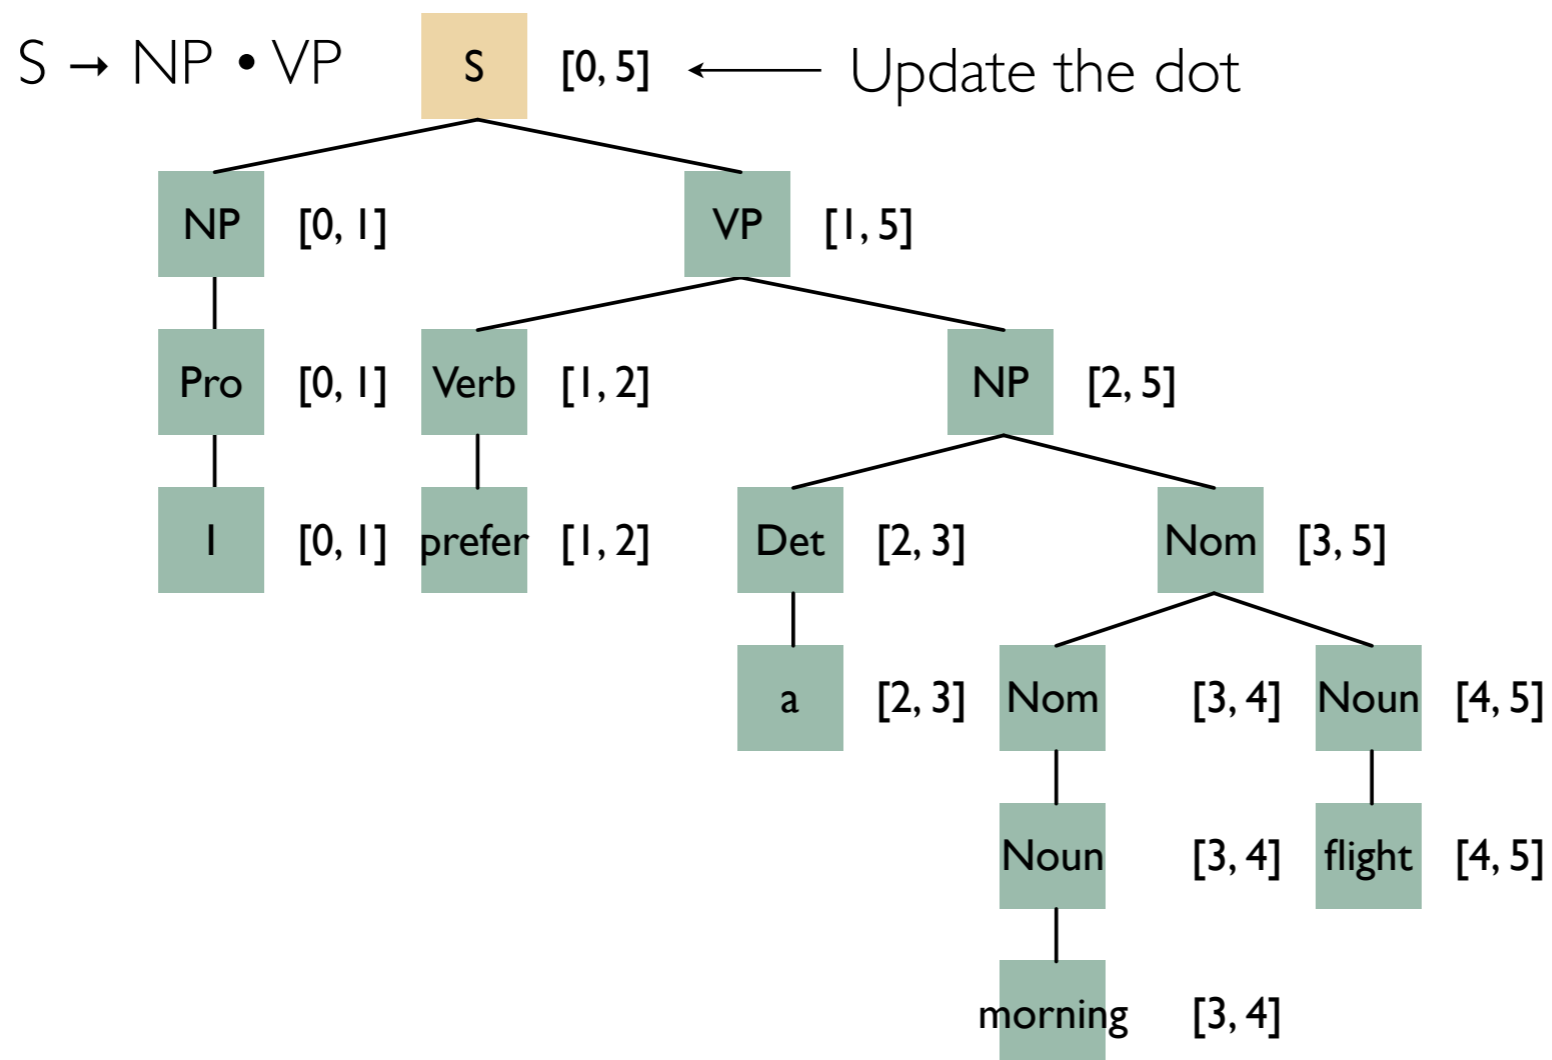 S → NP • VP S [0, 5] ← Update the dot
NP [0, 1] VP [1, 5]
Pro [0, 1] Verb [1, 2] NP [2, 5]
I [0, 1] prefer [1, 2] Det [2, 3] Nom [3, 5]
a [2, 3] Nom [3, 4] Noun [4, 5]
Noun [3, 4] flight [4, 5]
morning [3, 4]